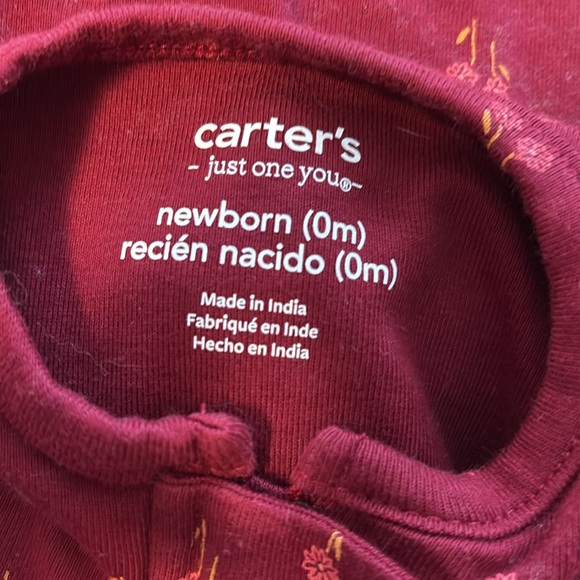 carter's
- just one you®-
newborn (0m)
recién nacido (0m)
Made in India
Fabriqué en Inde
Hecho en India